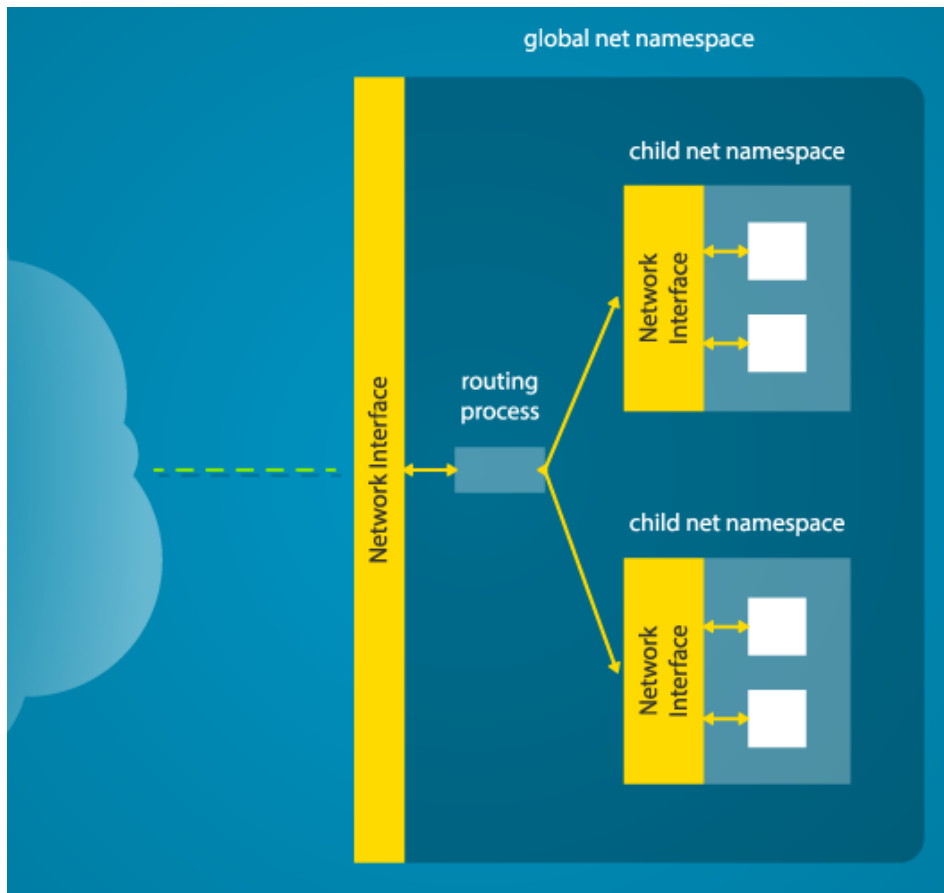 global net namespace
child net namespace
Network
Interface
routing
process
Network Interface
child net namespace
Network
Interface